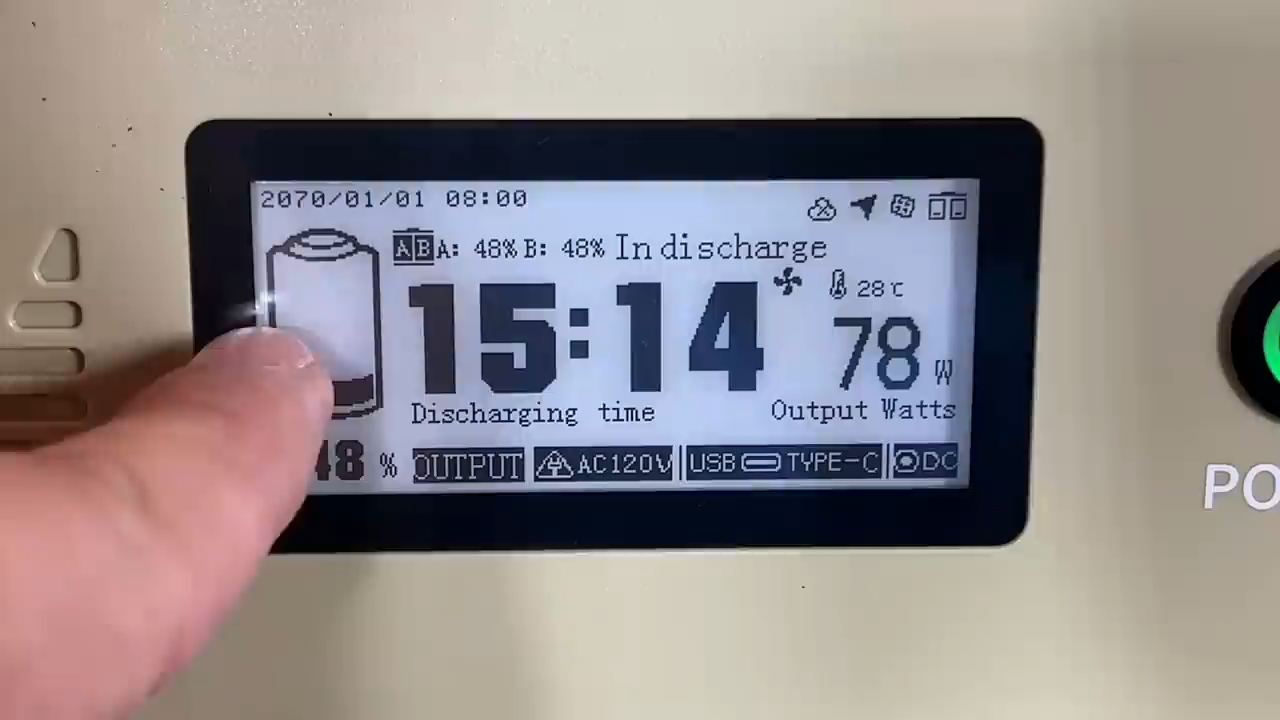 2070/01/01 08:00
AB A: 48% B: 48% In discharge
15:14
28℃
78 W
Discharging time
Output Watts
48 %
OUTPUT
AC120V
USB TYPE-C
DC